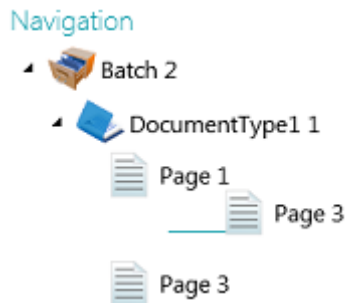 Navigation
Batch 2
DocumentType1 1
Page 1
Page 3
Page 3